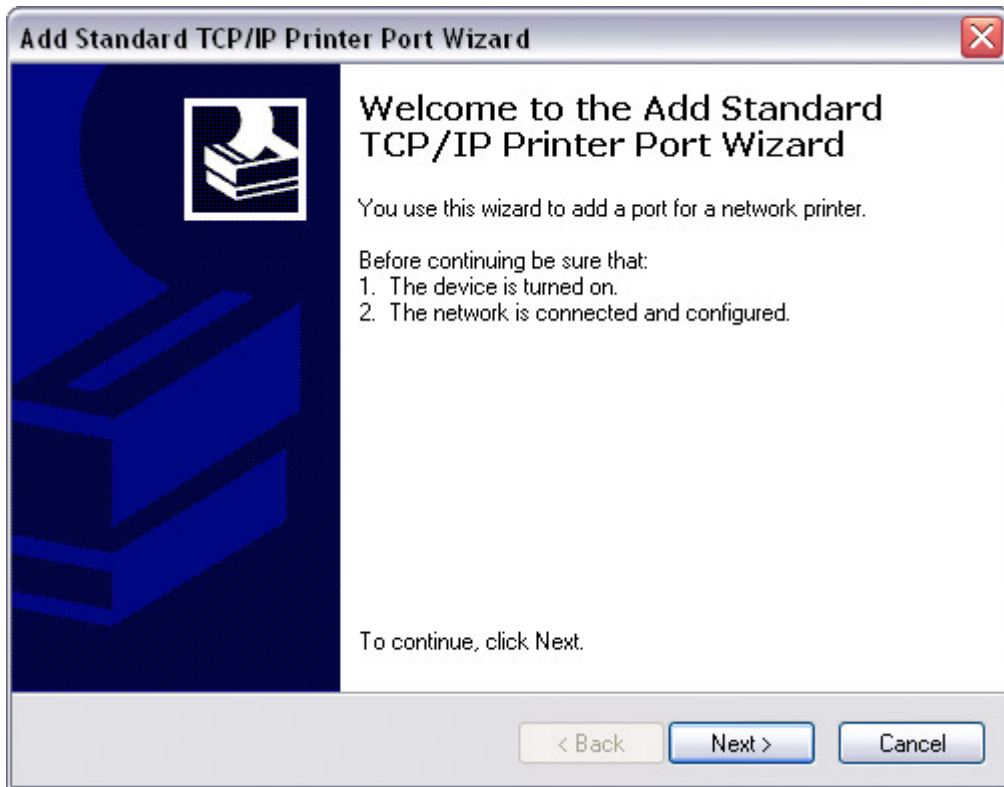 Add Standard TCP/IP Printer Port Wizard
Welcome to the Add Standard
TCP/IP Printer Port Wizard
You use this wizard to add a port for a network printer.
Before continuing be sure that:
1. The device is turned on.
2. The network is connected and configured.
To continue, click Next.
< Back
Next >
Cancel